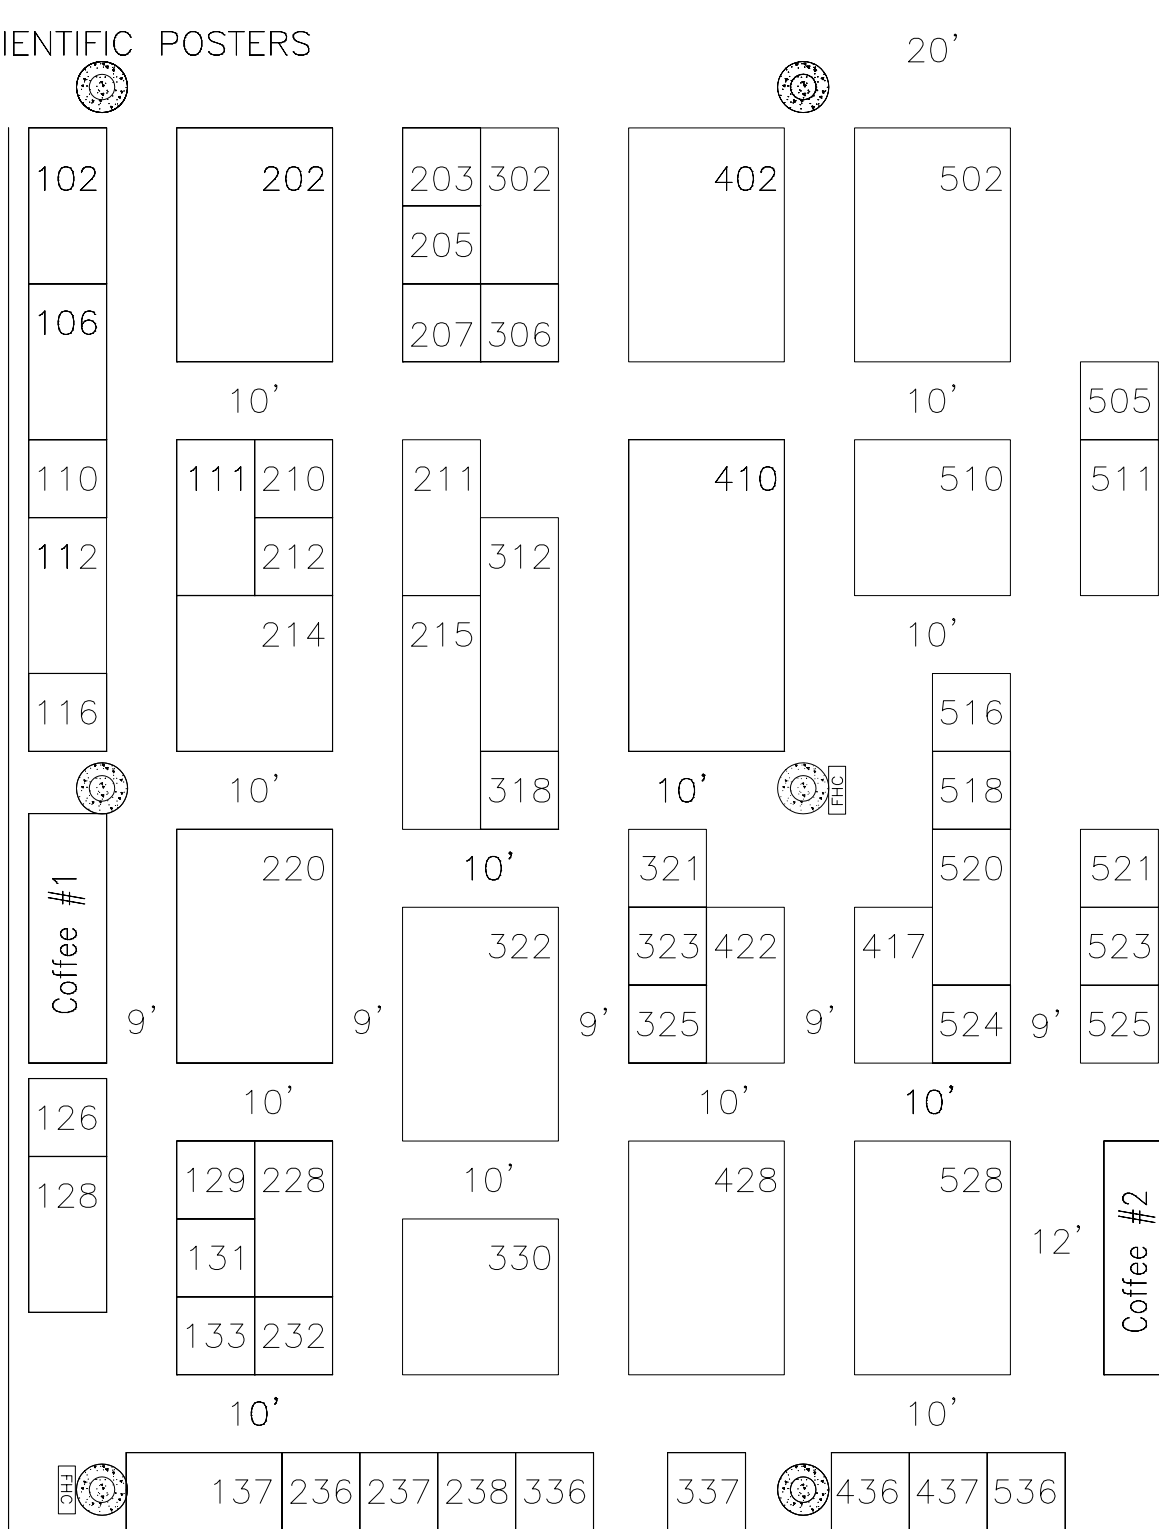 IENTIFIC POSTERS
20'
102 202 203 302 402 502
205
106 207 306
10' 10' 505
110 111 210 211 410 510 511
112 212 312
214 215 10'
116 516
10' 318 10' FHC 518
220 10' 321 520 521
Coffee #1 322 323 422 417 523
9' 9' 9' 325 9' 524 9' 525
126 10' 10' 10'
128 129 228 10' 428 528
131 330 12' Coffee #2
133 232
10' 10'
FHC 137 236 237 238 336 337 436 437 536